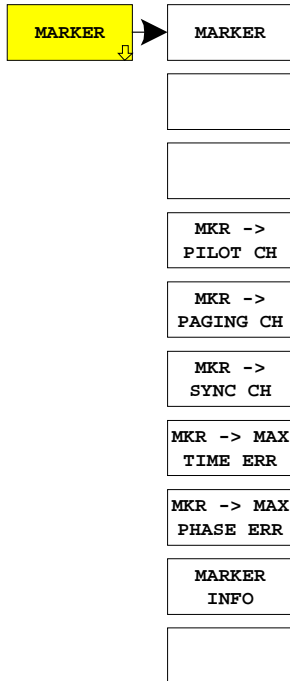 MARKER
MARKER
MKR ->
PILOT CH
MKR ->
PAGING CH
MKR ->
SYNC CH
MKR -> MAX
TIME ERR
MKR -> MAX
PHASE ERR
MARKER
INFO